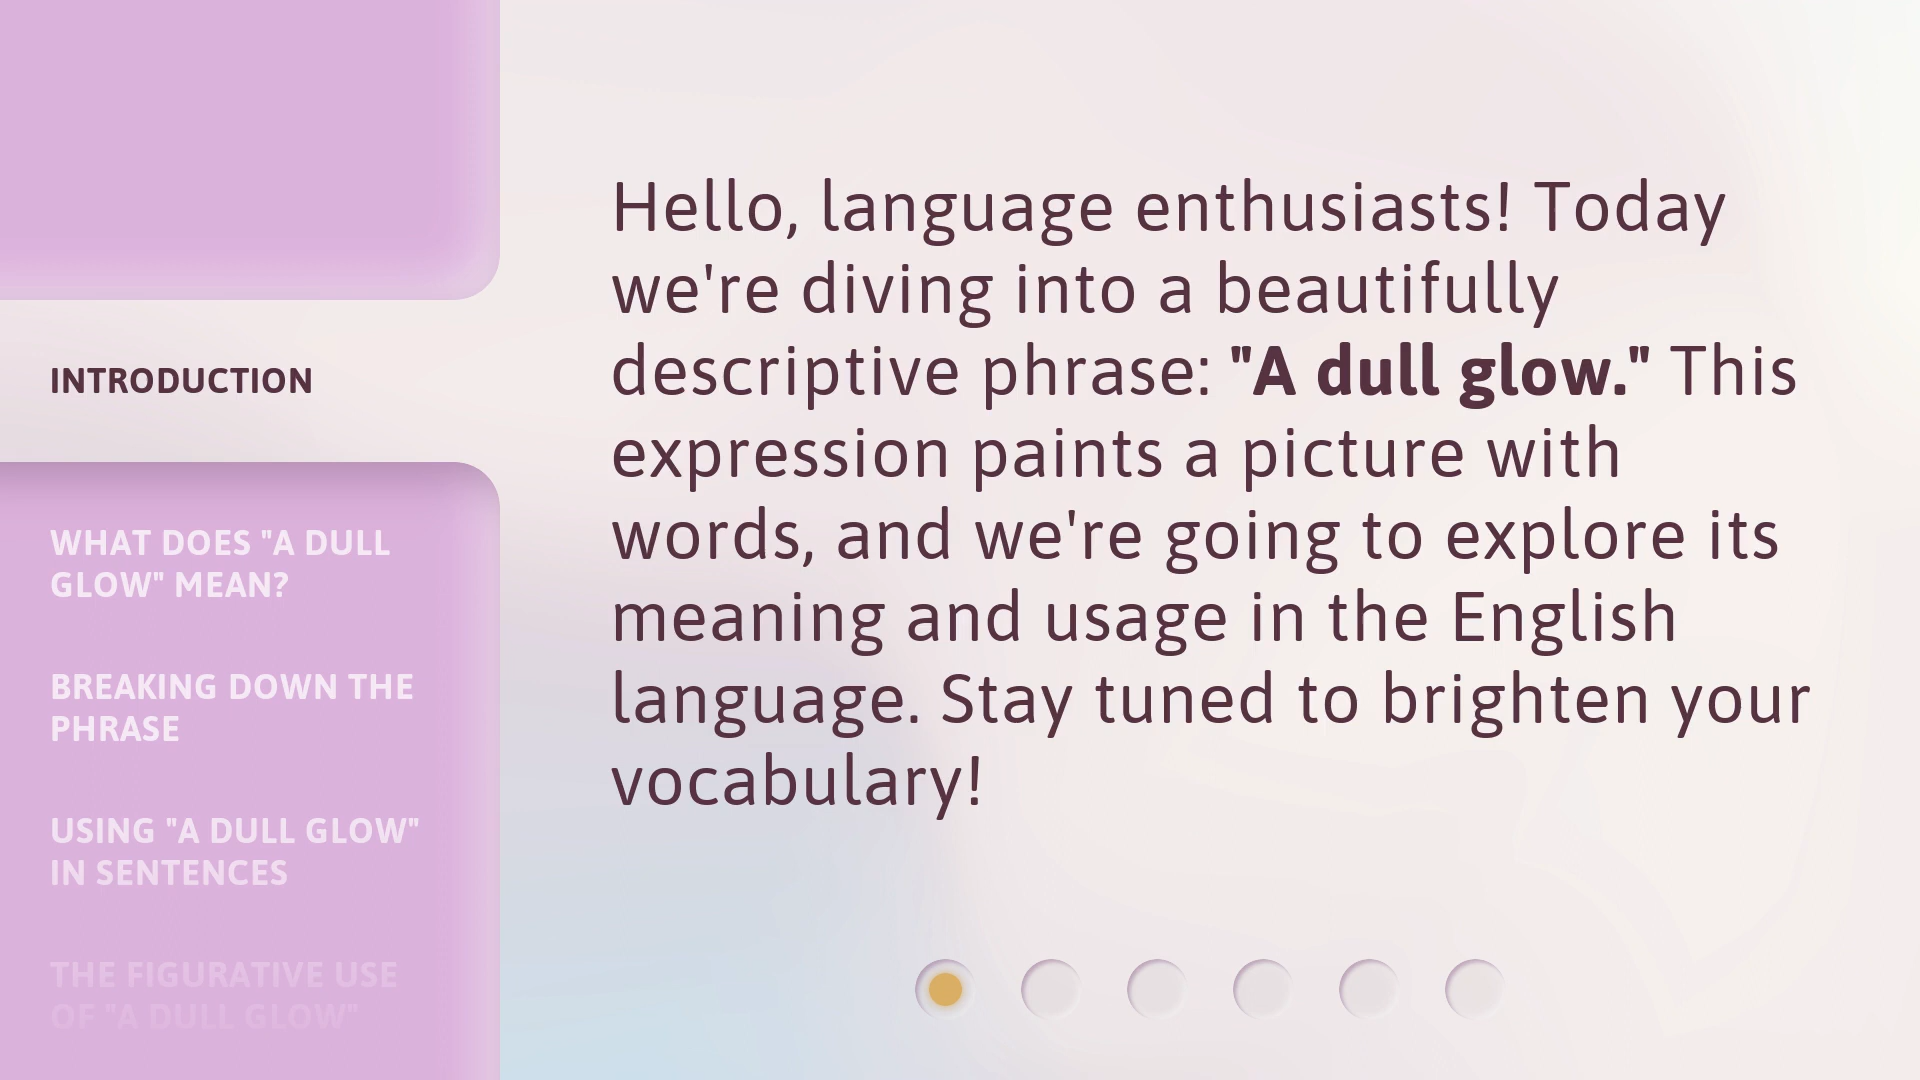 INTRODUCTION
WHAT DOES "A DULL
GLOW" MEAN?
BREAKING DOWN THE
PHRASE
USING "A DULL GLOW"
IN SENTENCES
THE FIGURATIVE USE
OF "A DULL GLOW"
Hello, language enthusiasts! Today
we're diving into a beautifully
descriptive phrase: "A dull glow." This
expression paints a picture with
words, and we're going to explore its
meaning and usage in the English
language. Stay tuned to brighten your
vocabulary!